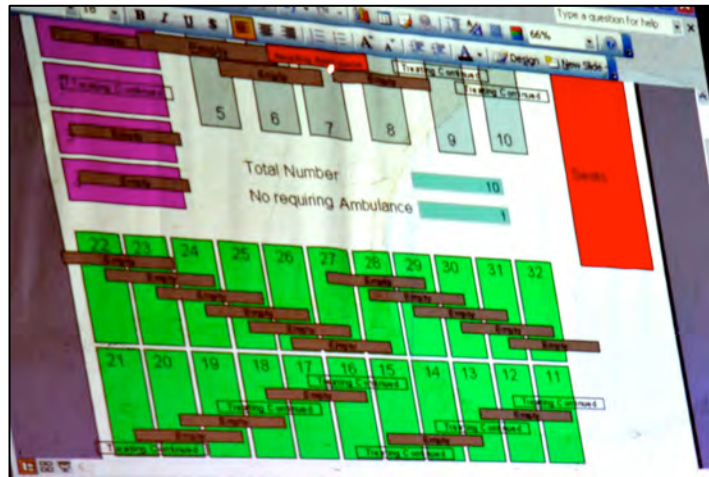 Type a question for help
B I U S
66%
A A
A
Design
New Slide
Empty
Empty
Empty
Empty
Treating Continued
Treating Continued
Treating Continued
Empty
Empty
5 6 7 8 9 10
Seats
Total Number 10
No requiring Ambulance 1
22 23 24 25 26 27 28 29 30 31 32
Empty
Empty
Empty
Empty
Empty
Empty
Empty
Empty
Empty
Empty
Empty
21 20 19 18 17 16 15 14 13 12 11
Treating Continued
Empty
Treating Continued
Treating Continued
Empty
Empty
Treating Continued
Empty
Treating Continued
Empty
Treating Continued